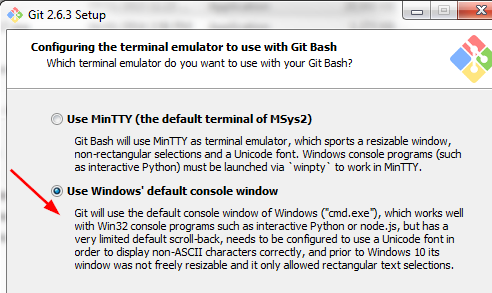 Git 2.6.3 Setup
Configuring the terminal emulator to use with Git Bash
Which terminal emulator do you want to use with your Git Bash?
Use MinTTY (the default terminal of MSys2)
Git Bash will use MinTTY as terminal emulator, which sports a resizable window,
non-rectangular selections and a Unicode font. Windows console programs (such
as interactive Python) must be launched via `winpty` to work in MinTTY.
Use Windows' default console window
Git will use the default console window of Windows ("cmd.exe"), which works well
with Win32 console programs such as interactive Python or node.js, but has a
very limited default scroll-back, needs to be configured to use a Unicode font in
order to display non-ASCII characters correctly, and prior to Windows 10 its
window was not freely resizable and it only allowed rectangular text selections.